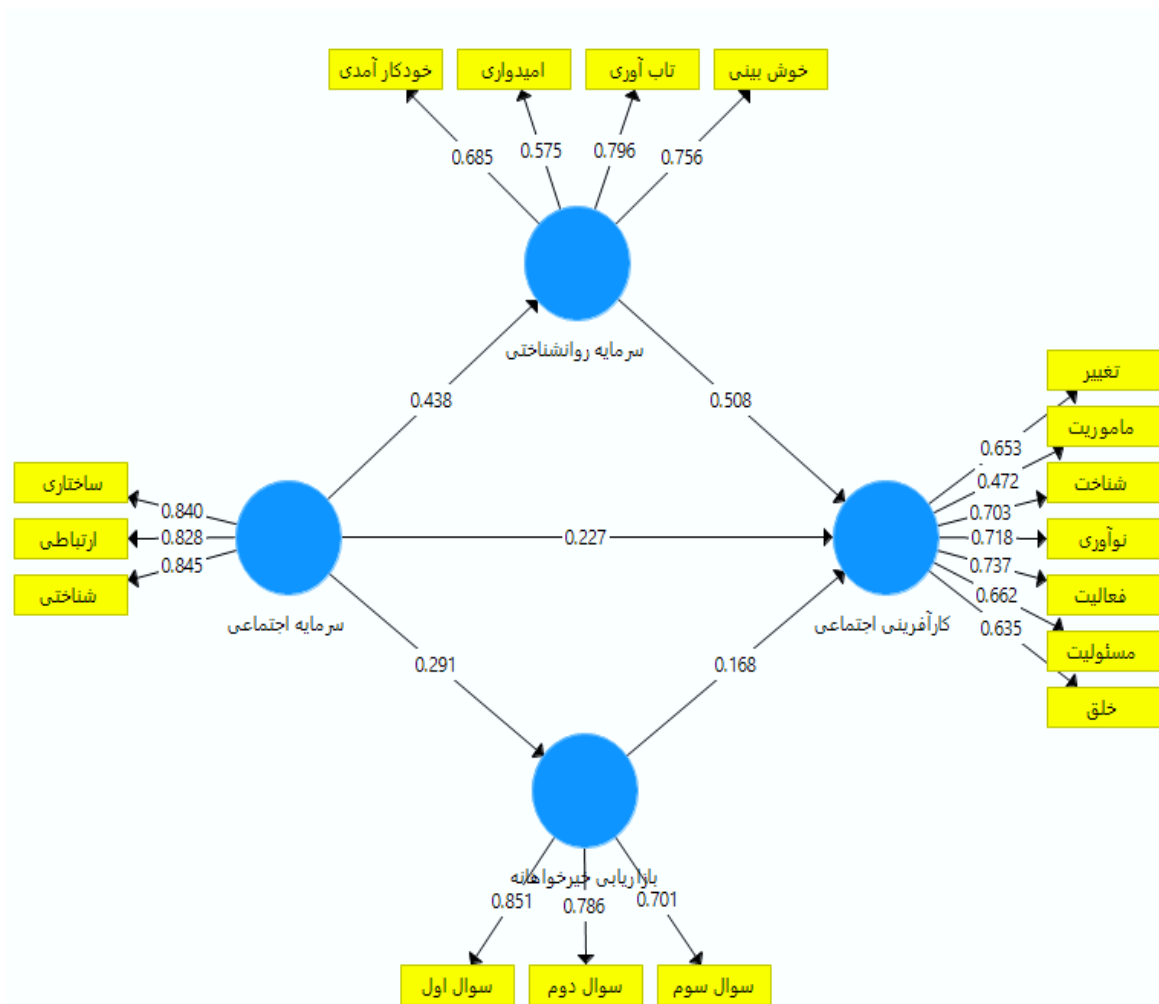 خوش بینی
تاب آوری
امیدواری
خودکار آمدی
0.685
0.575
0.796
0.756
سرمایه روانشناختی
0.438
0.508
تغییر
ماموریت
شناخت
نوآوری
فعالیت
مسئولیت
خلق
0.653
0.472
0.703
0.718
0.737
0.662
0.635
کارآفرینی اجتماعی
0.227
ساختاری
ارتباطی
شناختی
0.840
0.828
0.845
سرمایه اجتماعی
0.291
0.168
بازاریابی خیرخواهانه
0.851
0.786
0.701
سوال سوم
سوال دوم
سوال اول